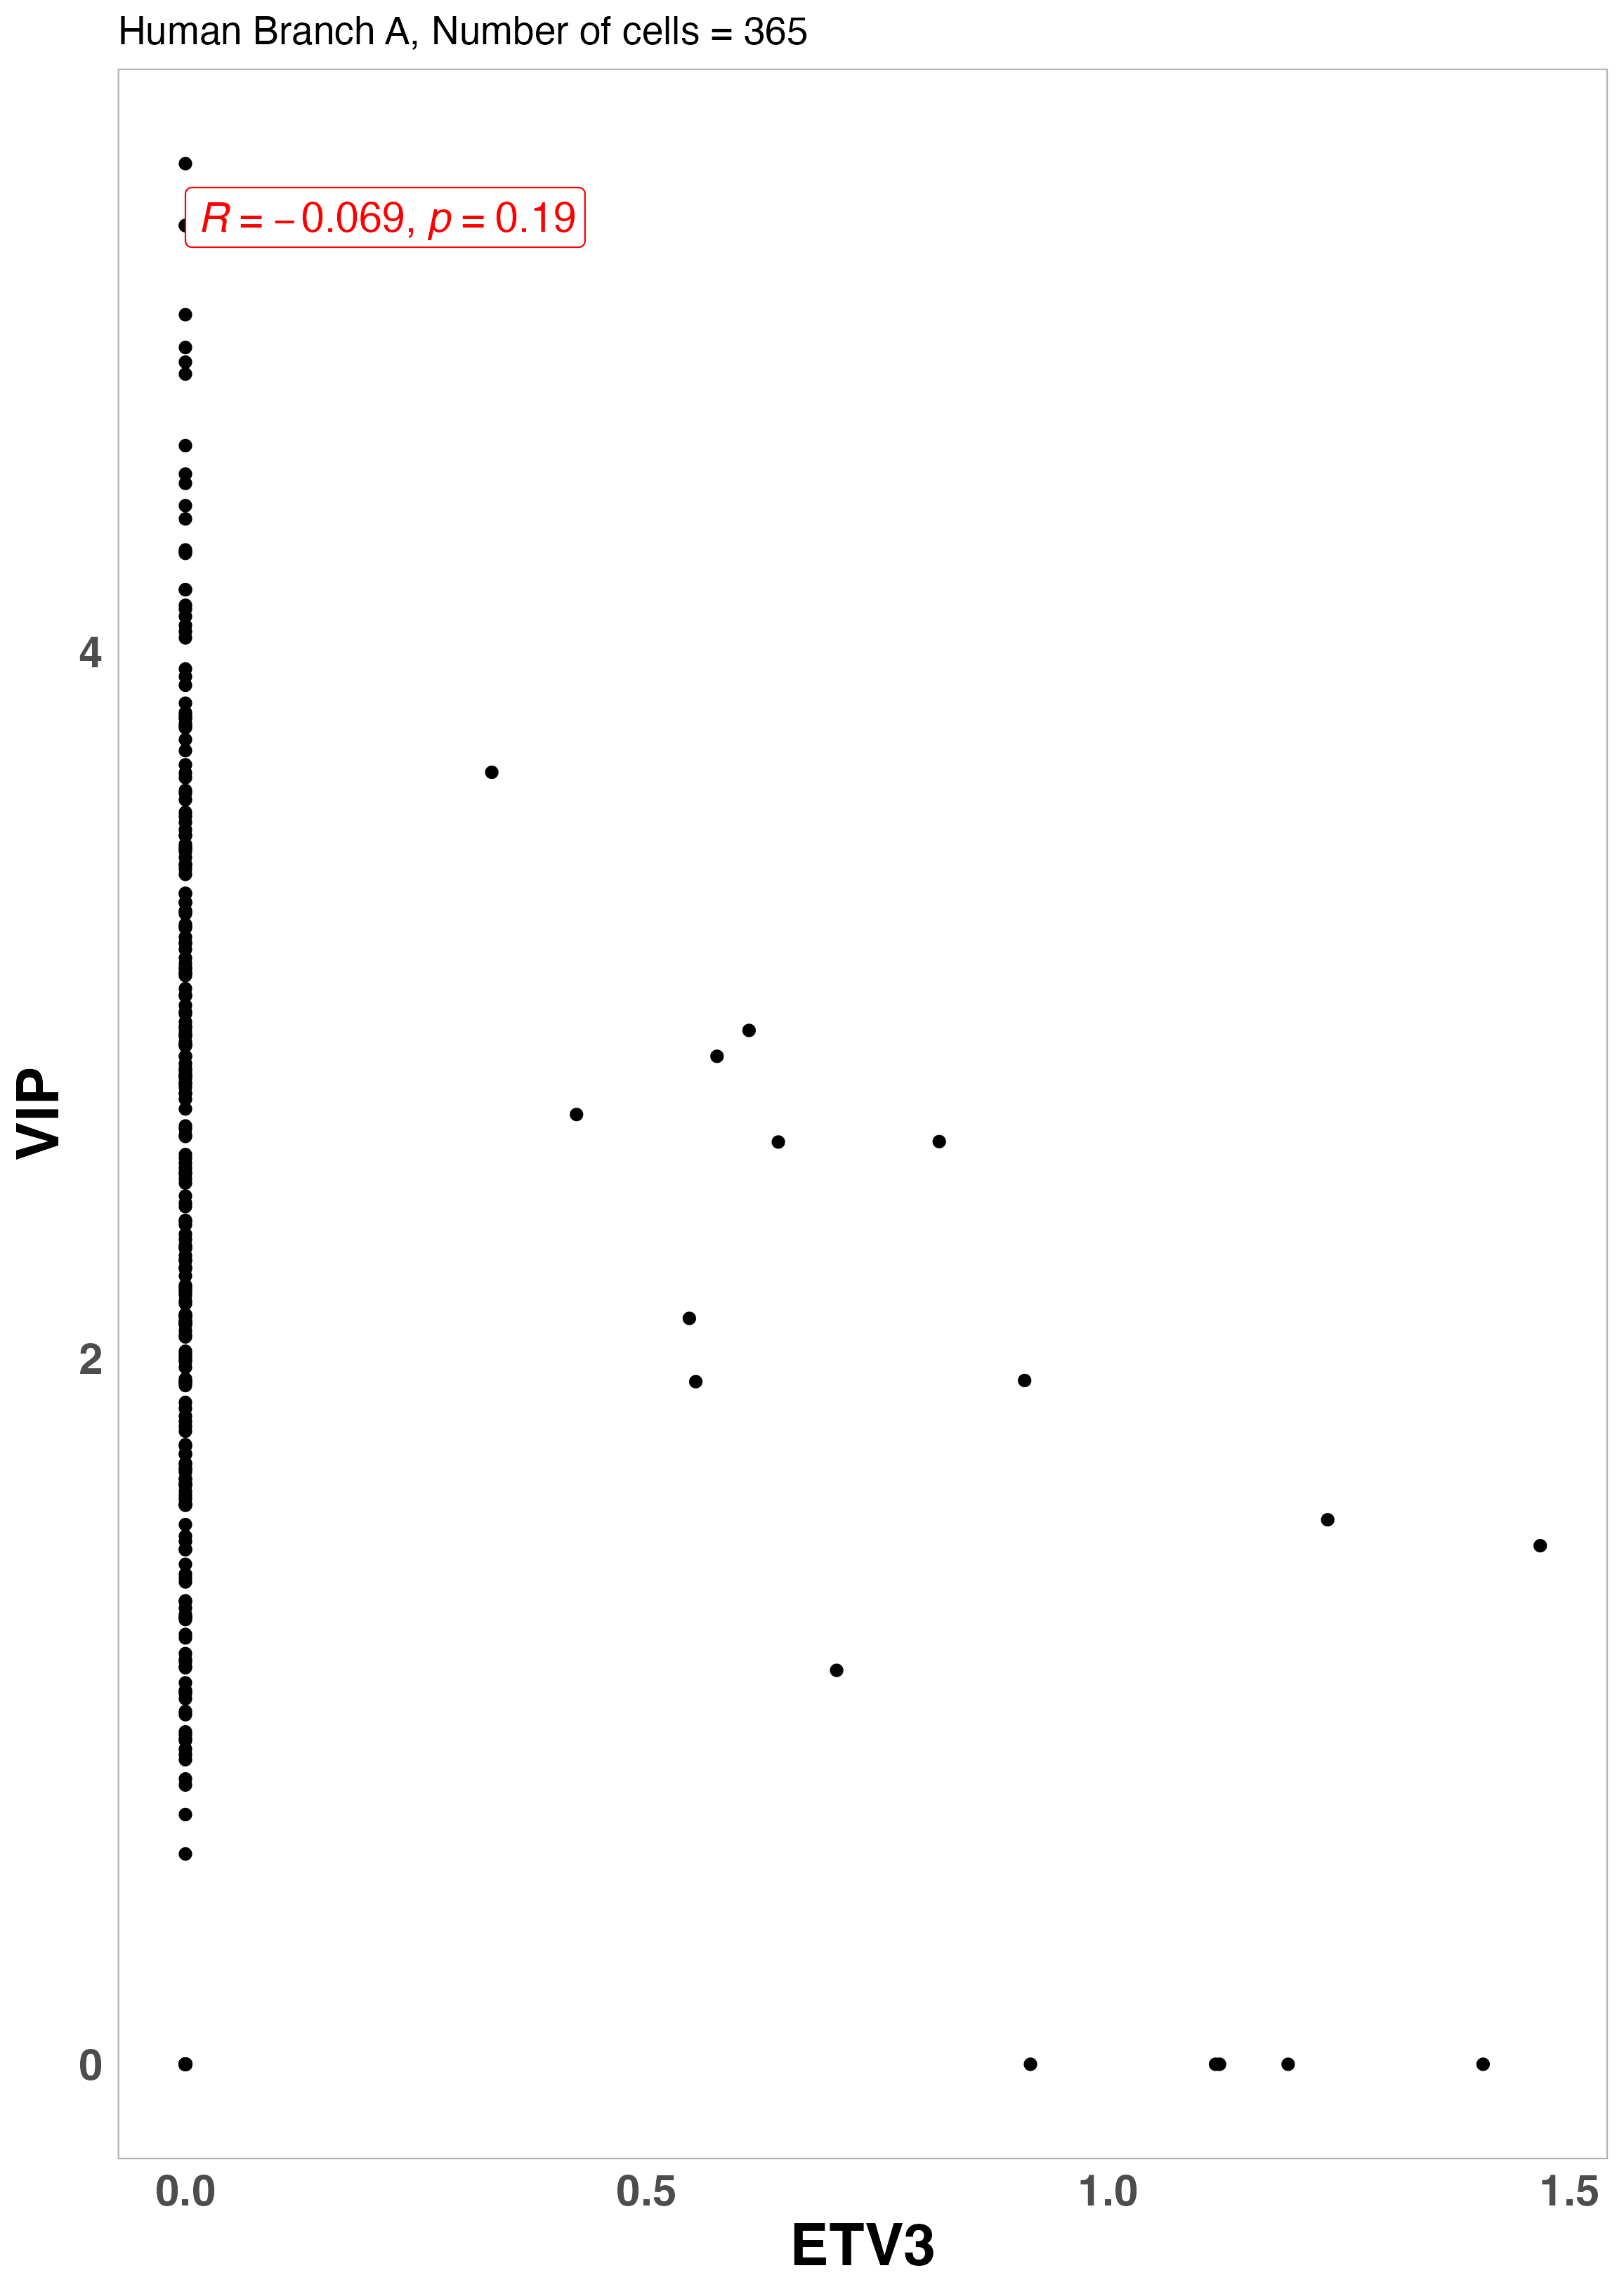 Human Branch A, Number of cells = 365
R = −0.069, p = 0.19
4
VIP
2
0
0.0 0.5 1.0 1.5
ETV3